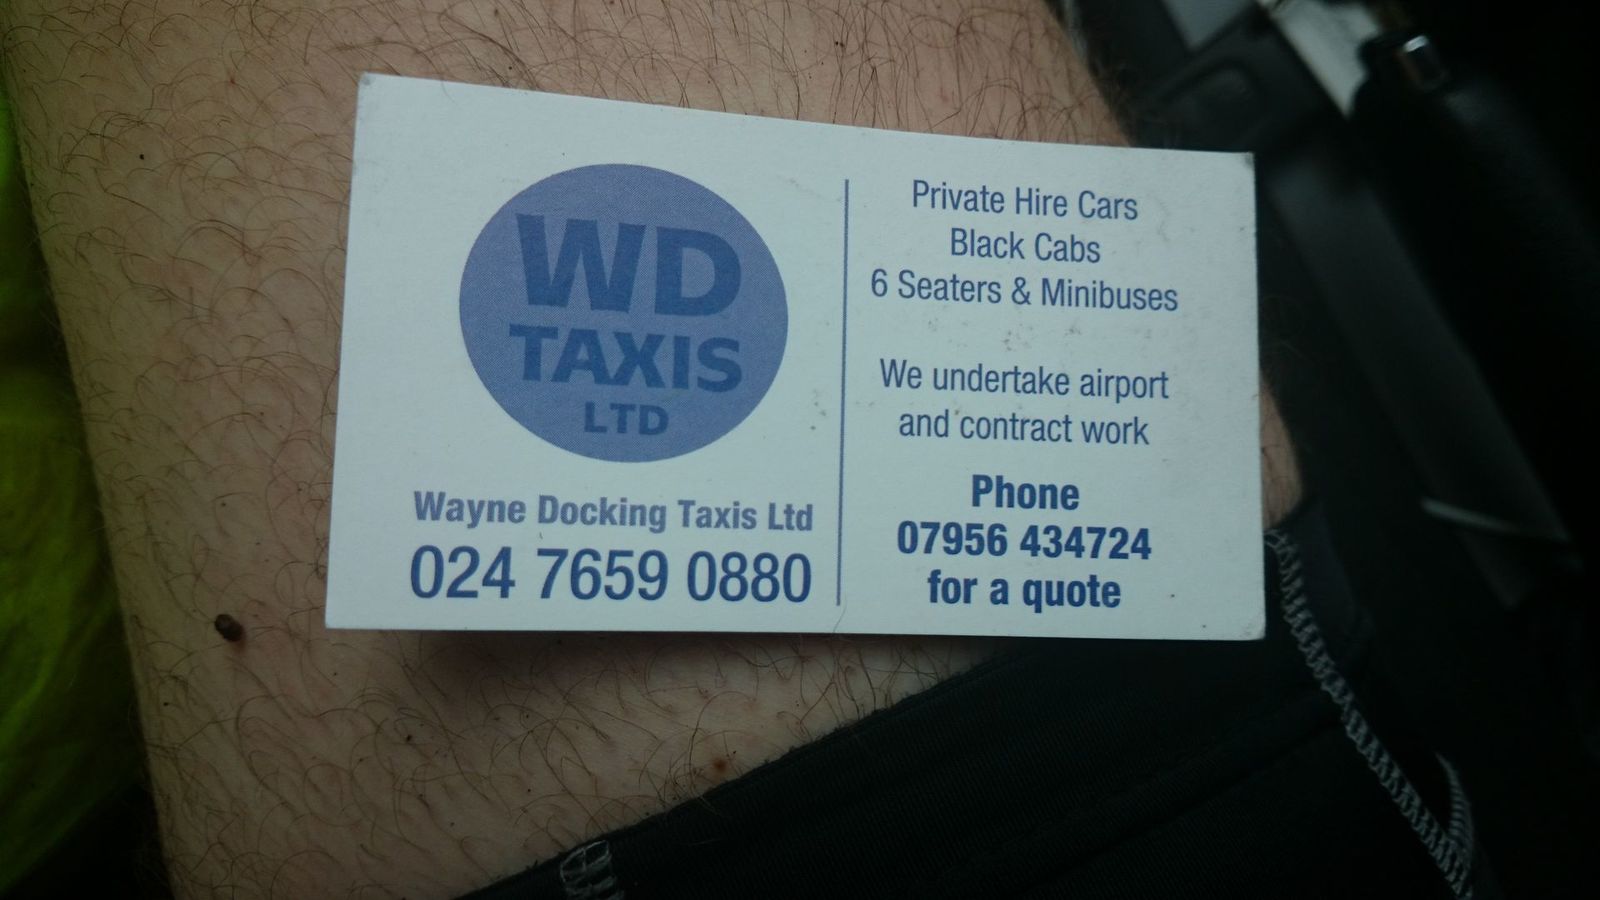 WD
TAXIS
LTD
Wayne Docking Taxis Ltd
024 7659 0880
Private Hire Cars
Black Cabs
6 Seaters & Minibuses
We undertake airport
and contract work
Phone
07956 434724
for a quote